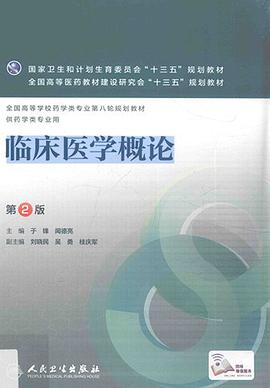 国家卫生和计划生育委员会“十三五”规划教材
全国高等医药教材建设研究会“十三五”规划教材
全国高等学校药学类专业第八轮规划教材
供药学类专业用
临床医学概论
第2版
主编 于锋 闻德亮
副主编 刘晓民 吴勇 桂庆军
人民卫生出版社